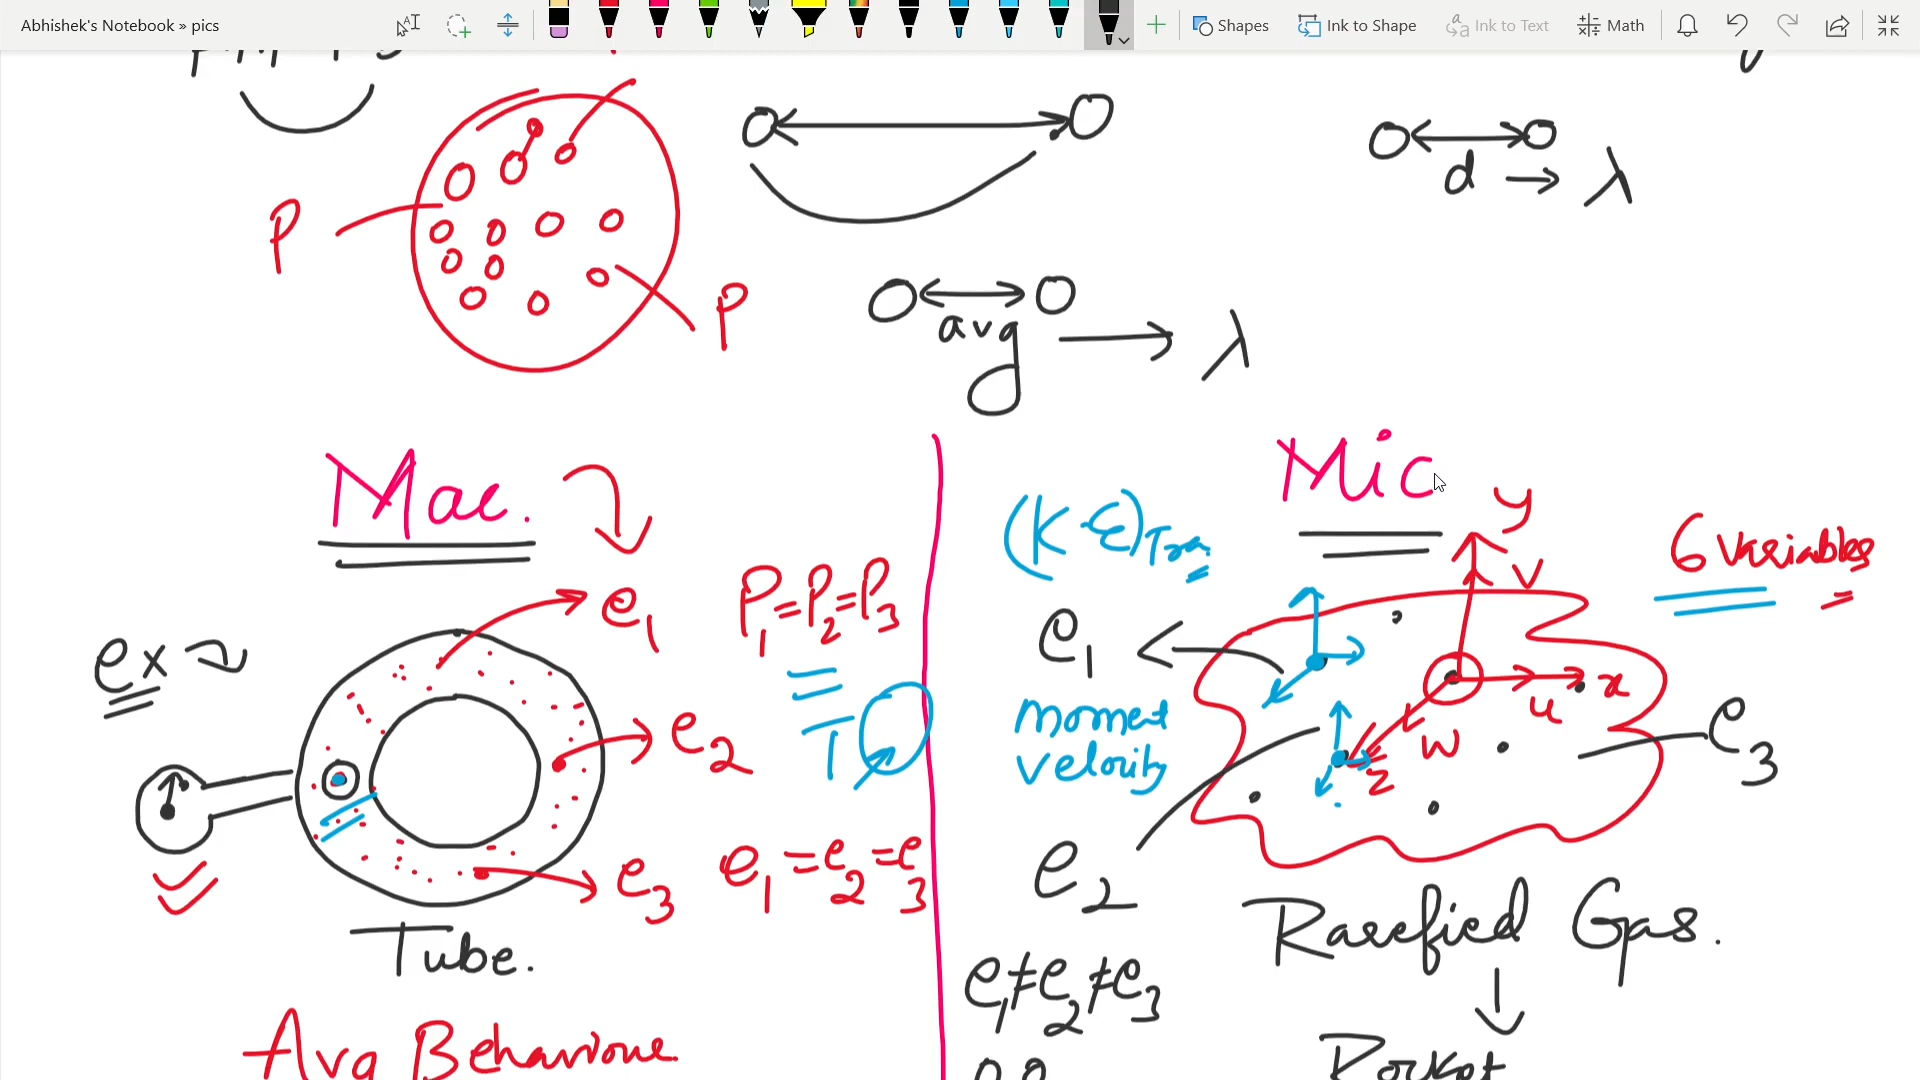 Abhishek's Notebook » pics
Shapes
Ink to Shape
Ink to Text
Math
P
P
avg
λ
d → λ
Mac.
ex
e1
P1=P2=P3
e2
T
e3
e1=e2=e3
Tube.
Avg Behaviour
Mic
(K·E)Tra
6 variables
y
v
e1
x
u
w
z
moment
velocity
e3
e2
Rarefied Gas.
e1≠e2≠e3
Rocket